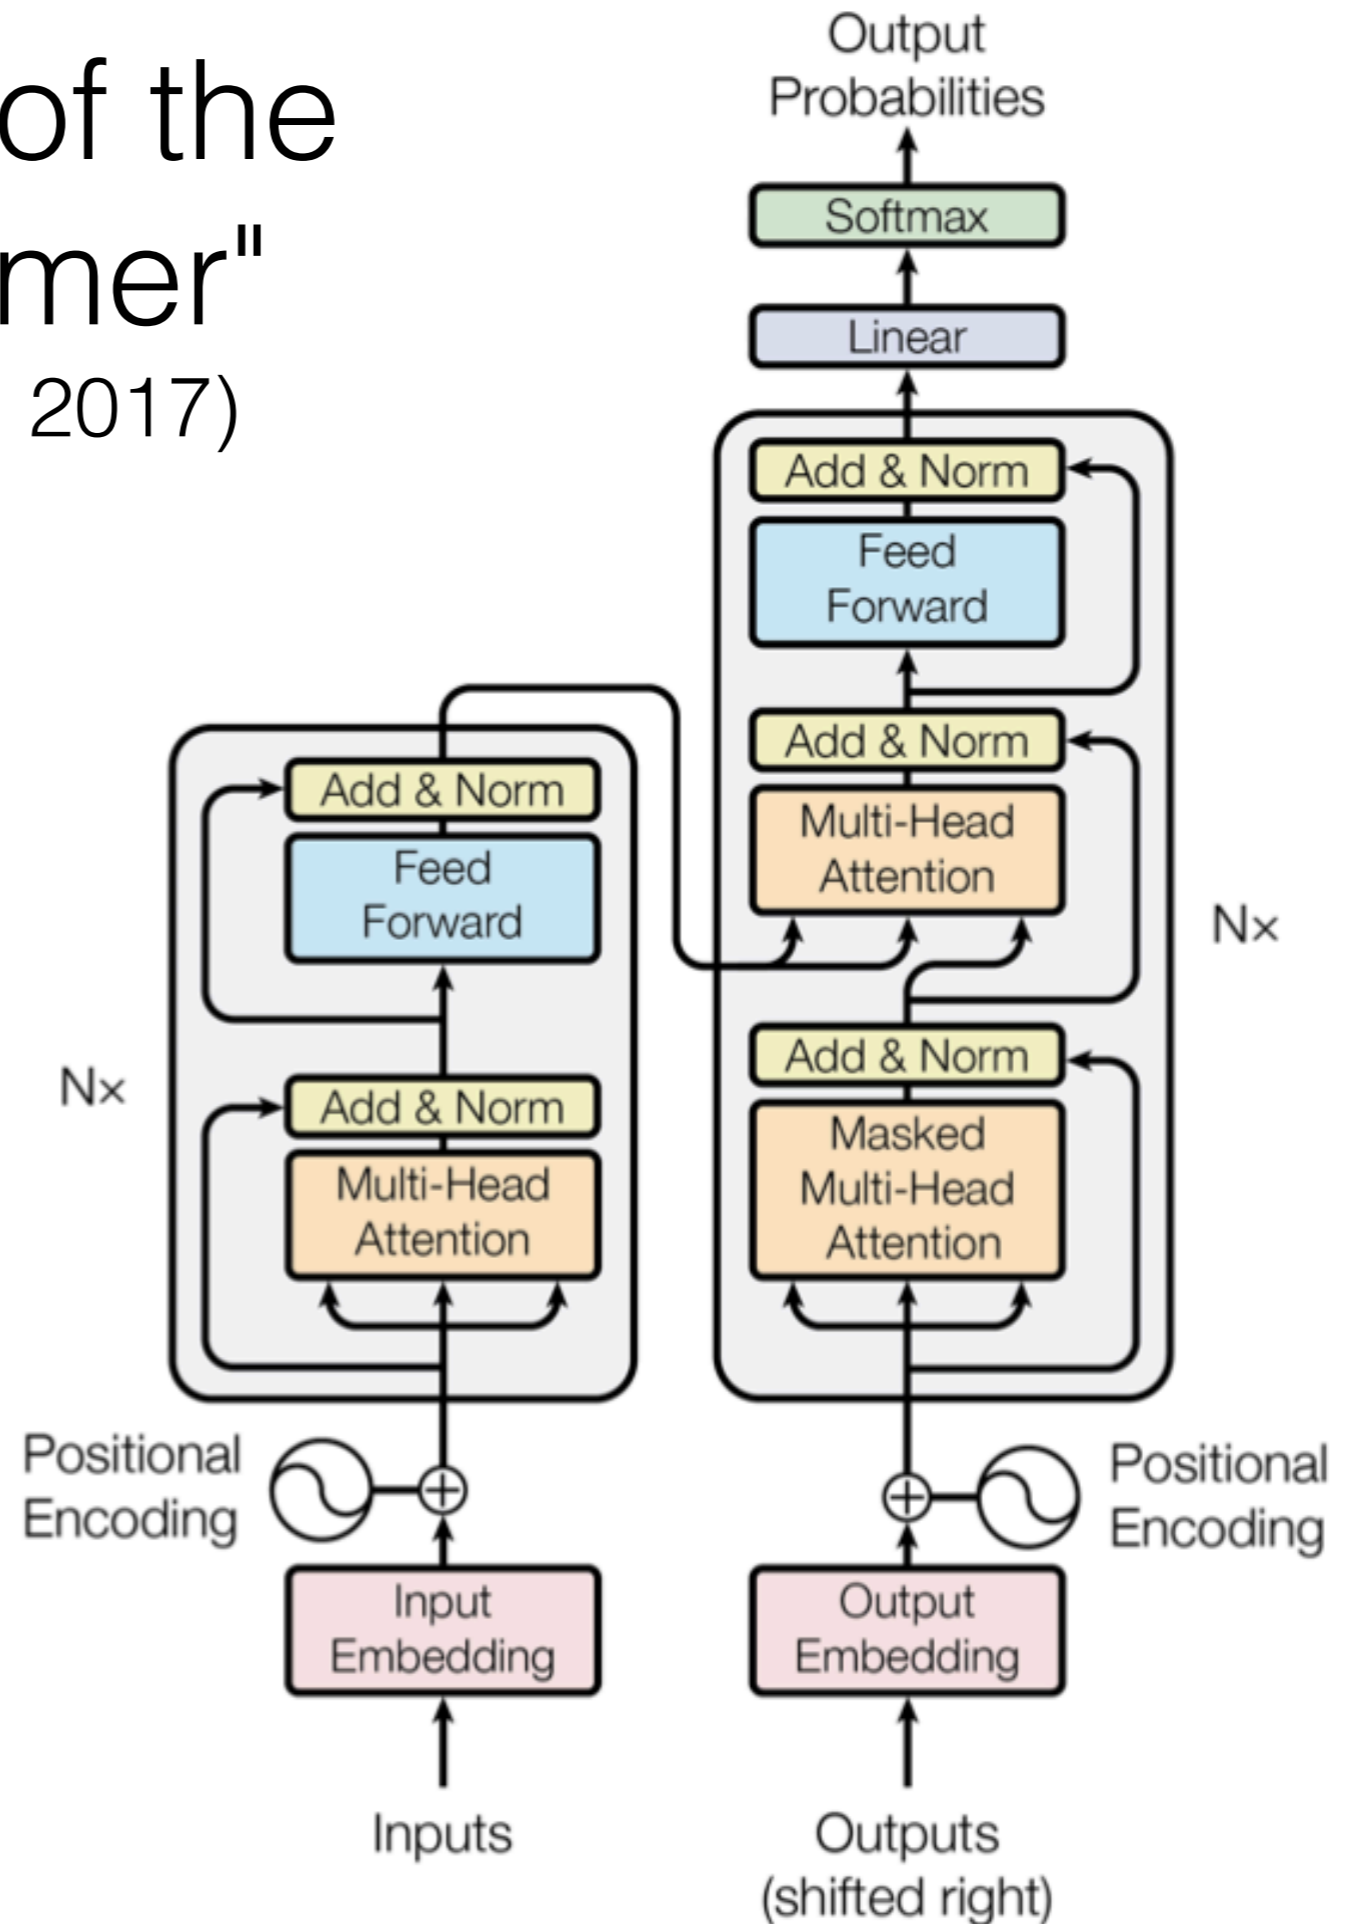 of the
mer"
2017)
Output
Probabilities
Softmax
Linear
Add & Norm
Feed
Forward
Add & Norm
Multi-Head
Attention
Nx
Add & Norm
Masked
Multi-Head
Attention
Add & Norm
Feed
Forward
Nx
Add & Norm
Multi-Head
Attention
Positional
Encoding
Positional
Encoding
Input
Embedding
Output
Embedding
Inputs
Outputs
(shifted right)